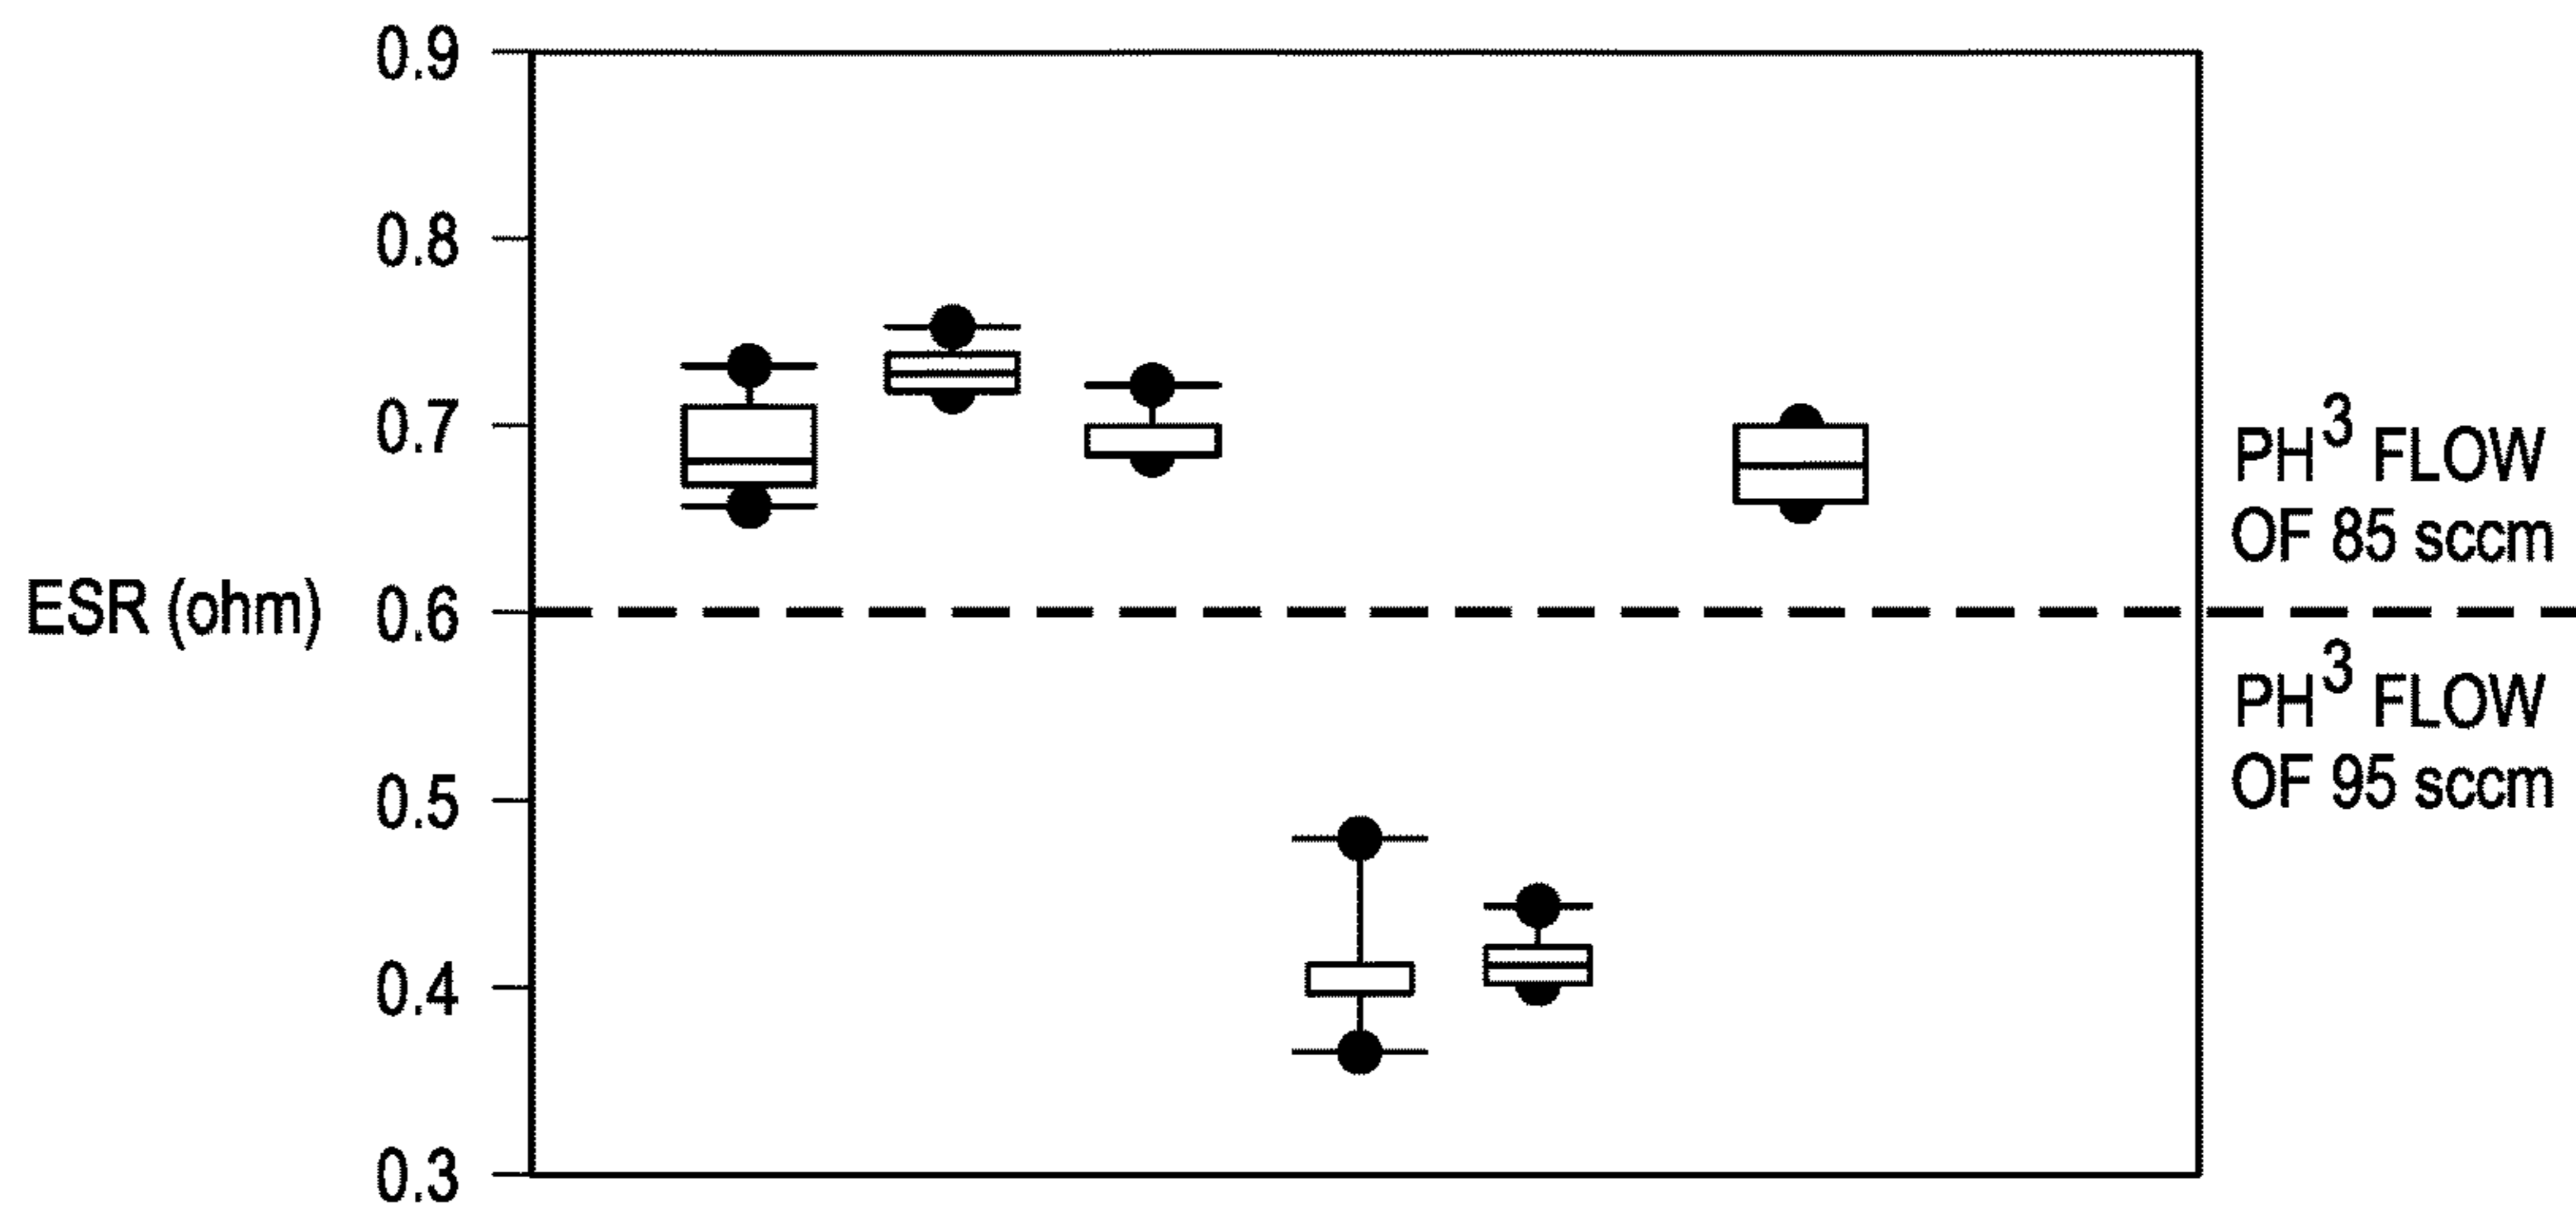 0.9
0.8
0.7
0.6
0.5
0.4
0.3
ESR (ohm)
PH³ FLOW
OF 85 sccm
PH³ FLOW
OF 95 sccm